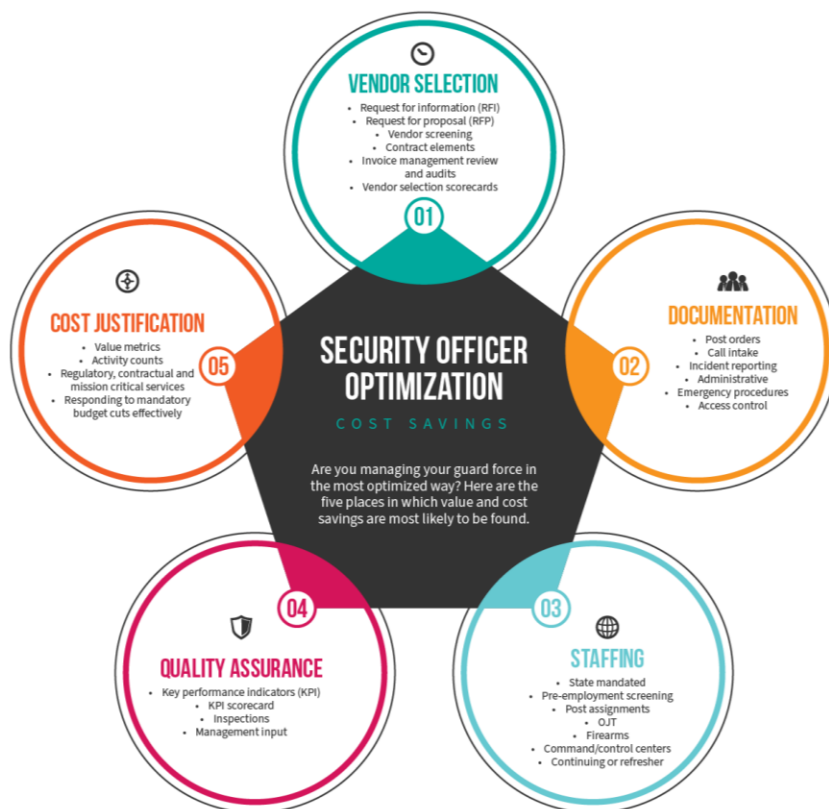 VENDOR SELECTION
• Request for information (RFI)
• Request for proposal (RFP)
• Vendor screening
• Contract elements
• Invoice management review
and audits
• Vendor selection scorecards
01
DOCUMENTATION
• Post orders
• Call intake
• Incident reporting
• Administrative
• Emergency procedures
• Access control
02
STAFFING
• State mandated
• Pre-employment screening
• Post assignments
• OJT
• Firearms
• Command/control centers
• Continuing or refresher
03
QUALITY ASSURANCE
• Key performance indicators (KPI)
• KPI scorecard
• Inspections
• Management input
04
COST JUSTIFICATION
• Value metrics
• Activity counts
• Regulatory, contractual and
mission critical services
• Responding to mandatory
budget cuts effectively
05
SECURITY OFFICER
OPTIMIZATION
COST SAVINGS
Are you managing your guard force in
the most optimized way? Here are the
five places in which value and cost
savings are most likely to be found.